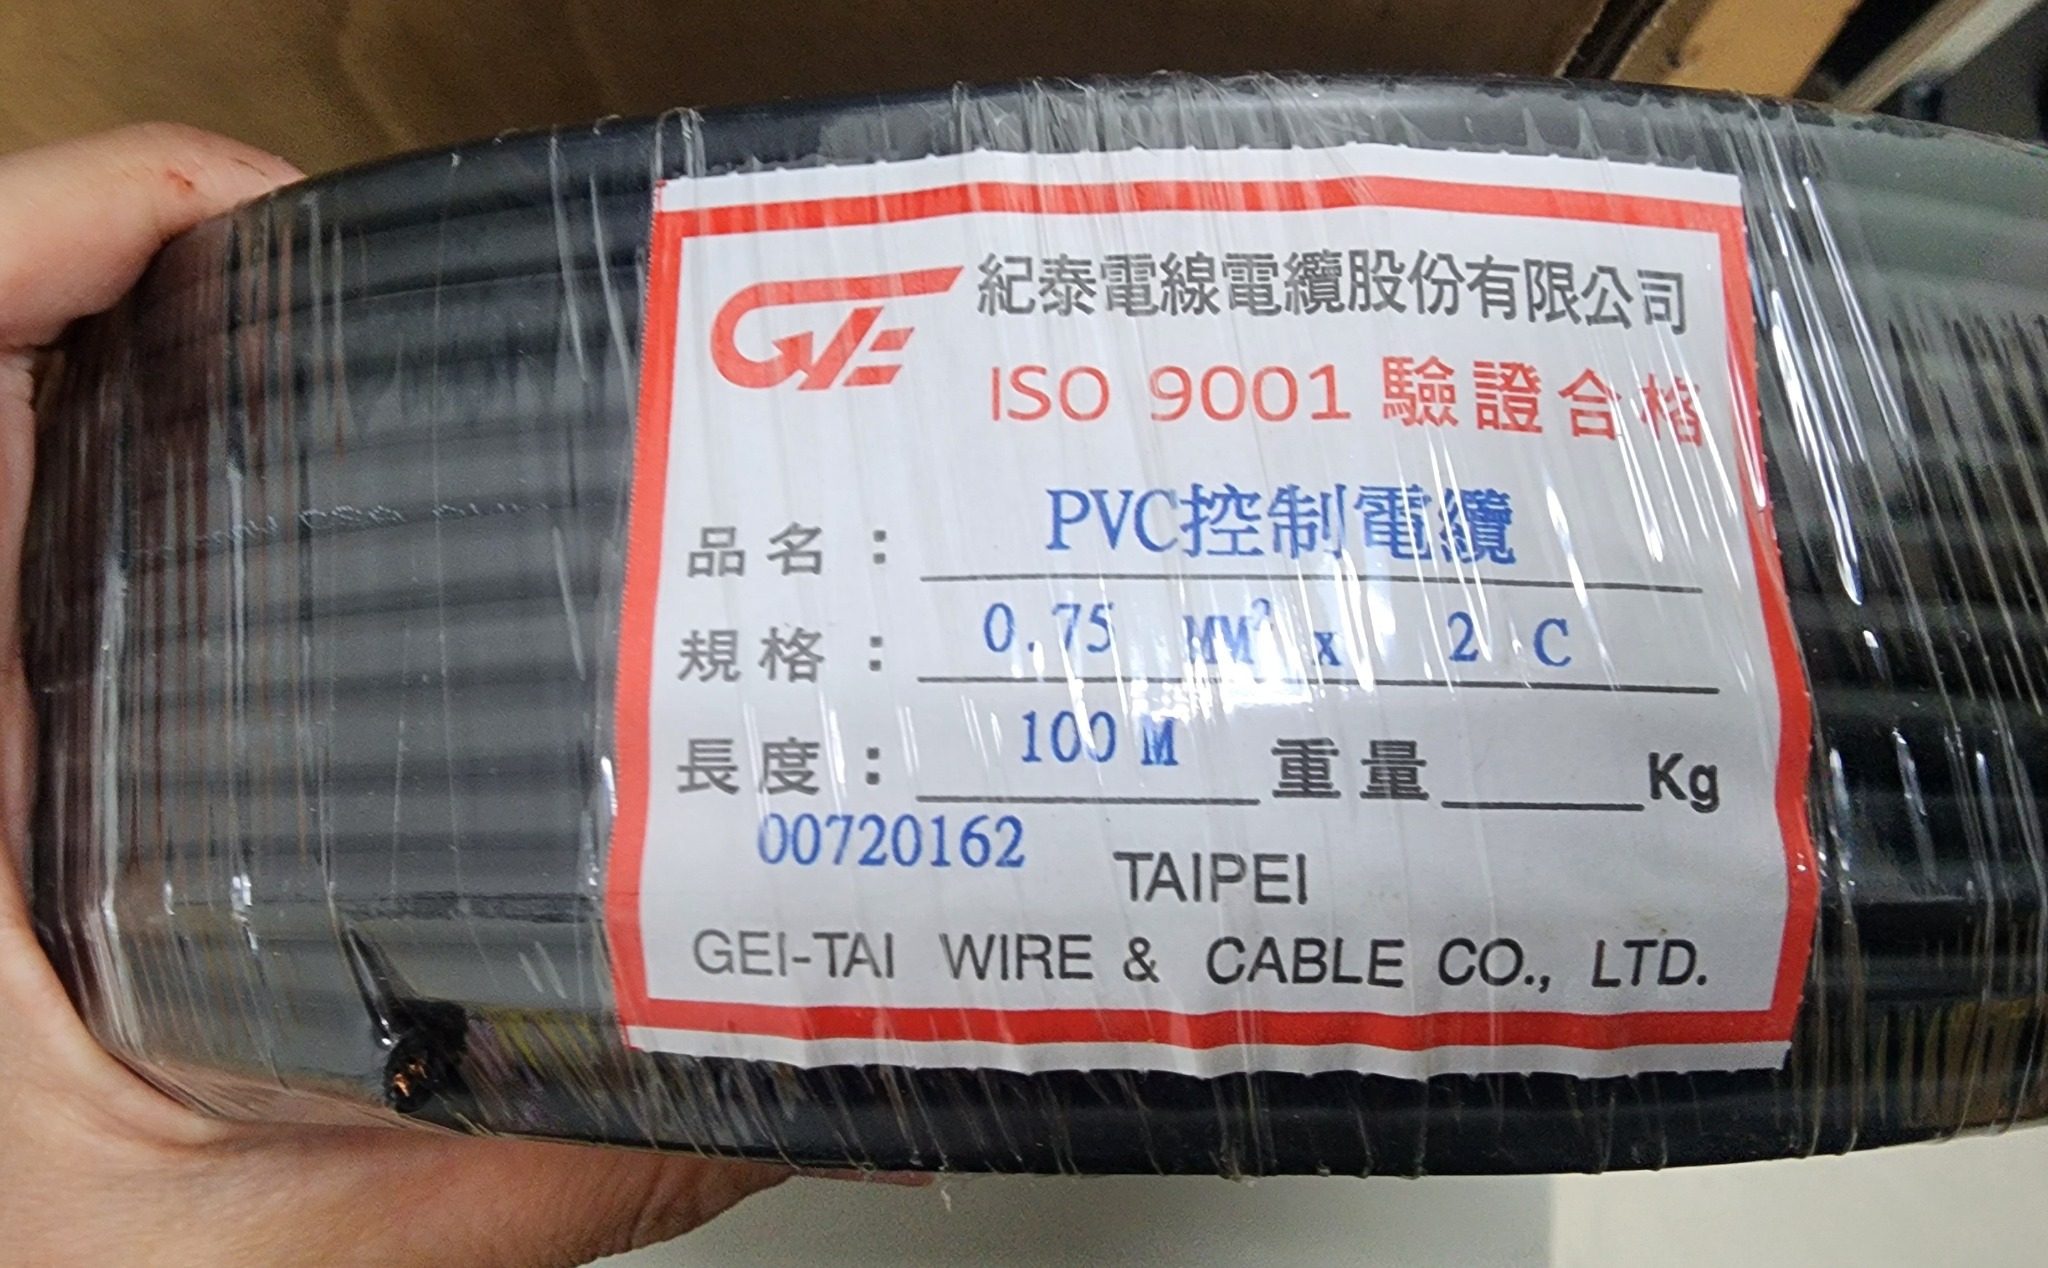 GE 紀泰電線電纜股份有限公司
ISO 9001 驗證合格
品名： PVC控制電纜
規格： 0.75 MM² x 2 C
長度： 100 M 重量 Kg
00720162
TAIPEI
GEI-TAI WIRE & CABLE CO., LTD.